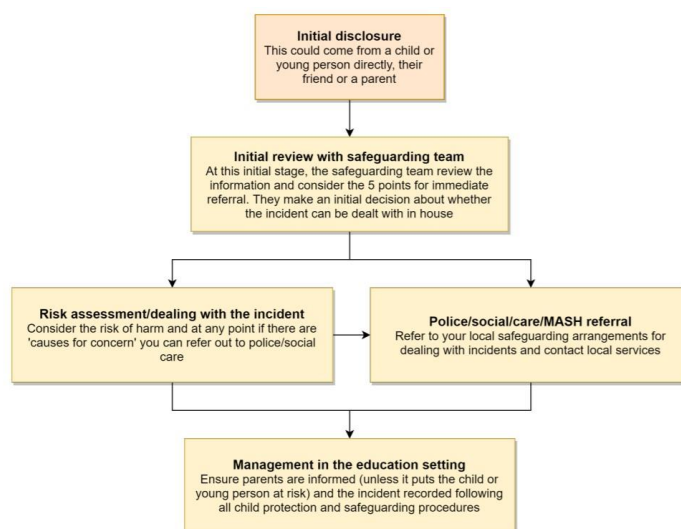 Initial disclosure
This could come from a child or
young person directly, their
friend or a parent
Initial review with safeguarding team
At this initial stage, the safeguarding team review the
information and consider the 5 points for immediate
referral. They make an initial decision about whether
the incident can be dealt with in house
Risk assessment/dealing with the incident
Consider the risk of harm and at any point if there are
'causes for concern' you can refer out to police/social
care
Police/social/care/MASH referral
Refer to your local safeguarding arrangements for
dealing with incidents and contact local services
Management in the education setting
Ensure parents are informed (unless it puts the child or
young person at risk) and the incident recorded following
all child protection and safeguarding procedures